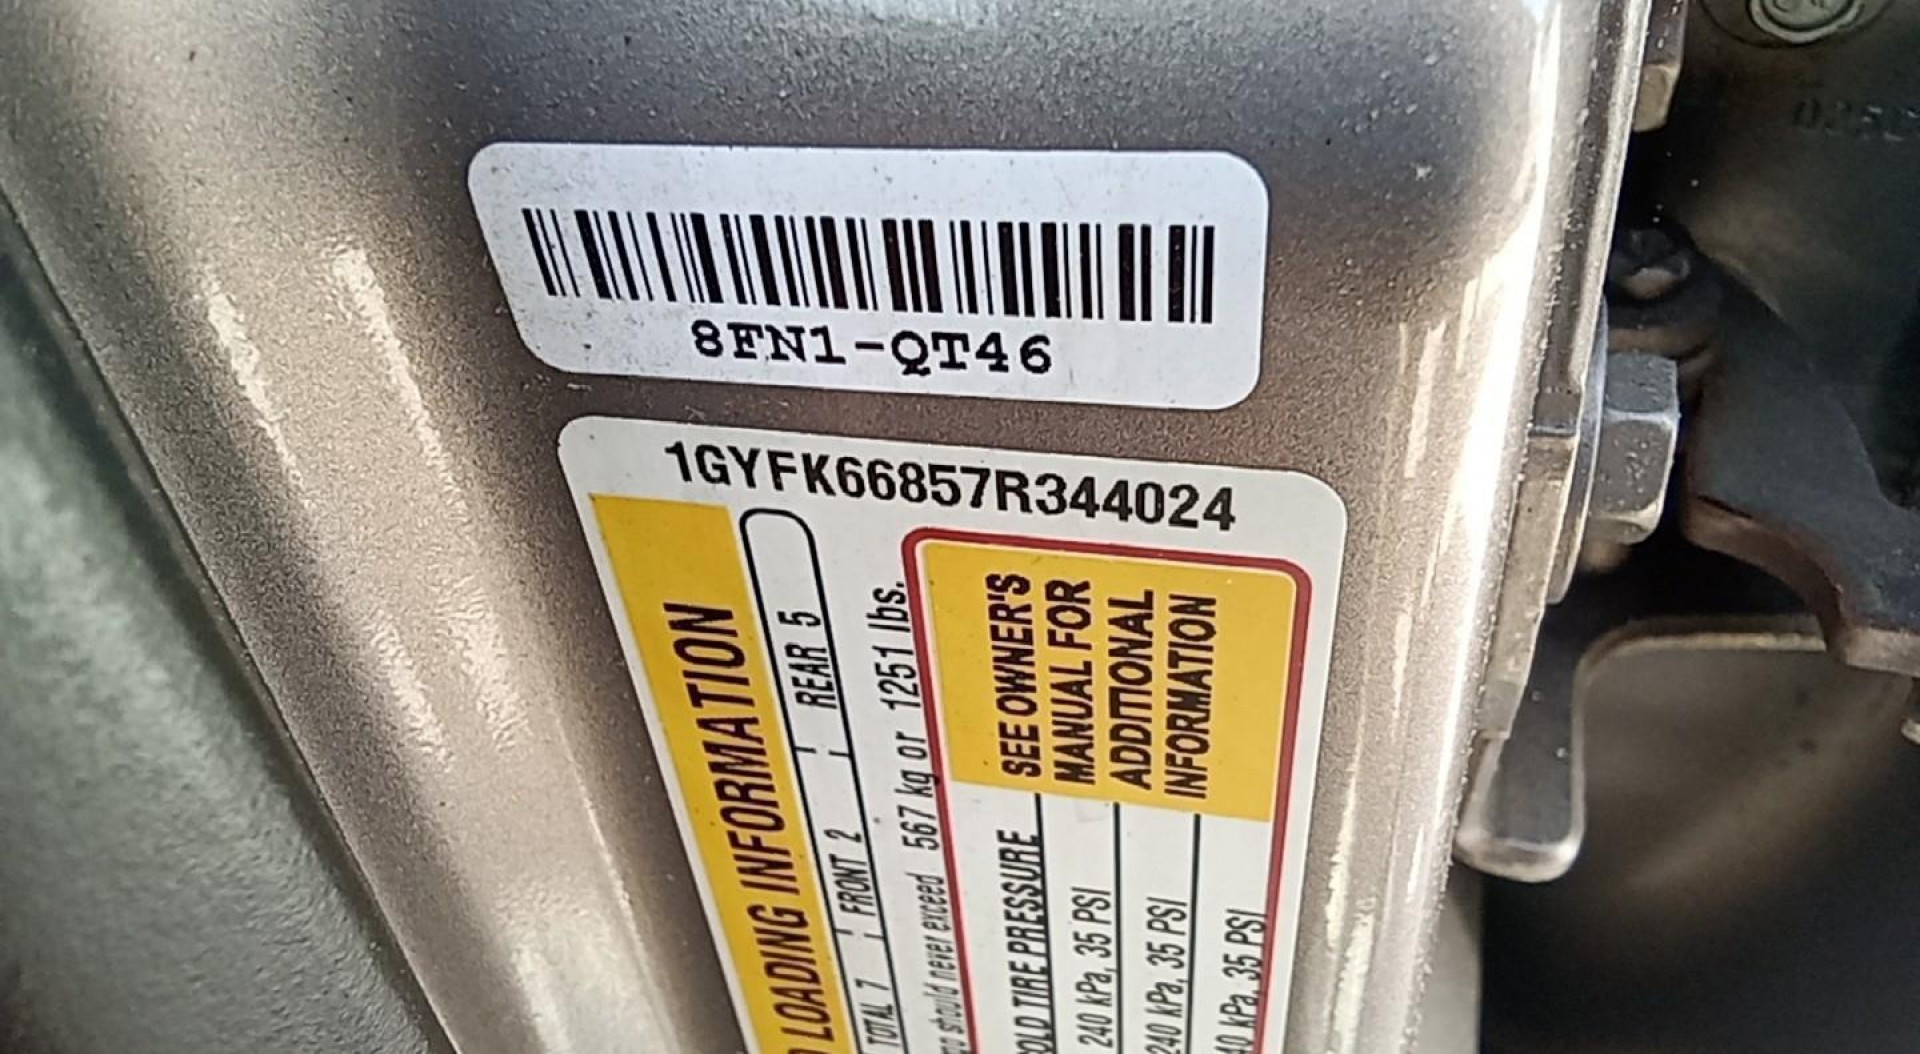 8FN1-QT46
1GYFK66857R344024
LOADING INFORMATION
TOTAL 7 FRONT 2 REAR 5
should never exceed 567 kg or 1251 lbs.
TIRE PRESSURE
240 kPa, 35 PSI
240 kPa, 35 PSI
kPa, 35 PSI
SEE OWNER'S
MANUAL FOR
ADDITIONAL
INFORMATION